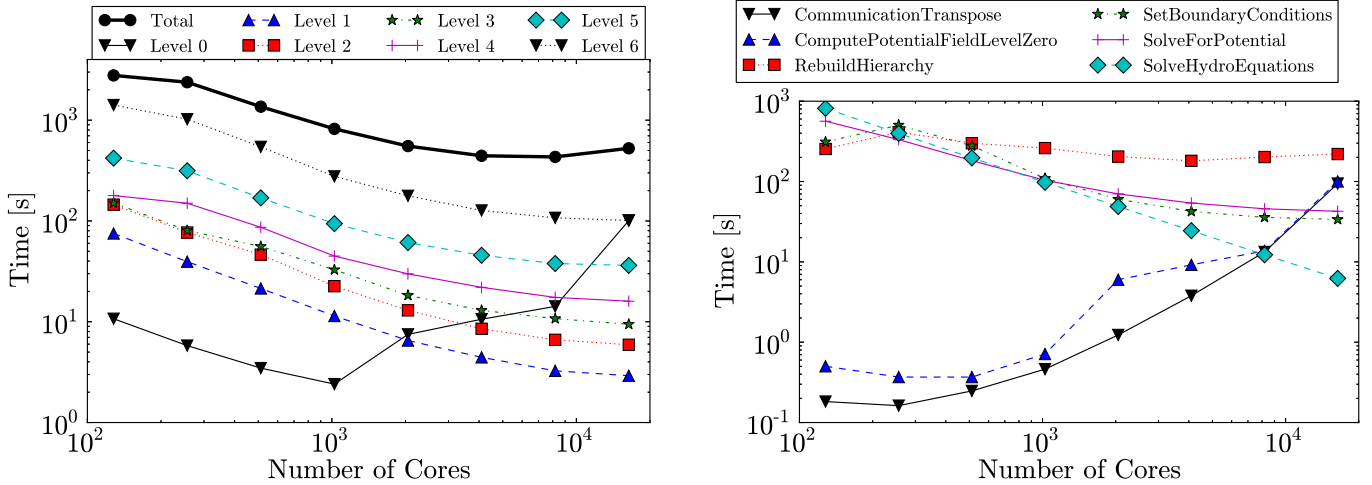 Total
Level 0
Level 1
Level 2
Level 3
Level 4
Level 5
Level 6
Time [s]
10^3
10^2
10^1
10^0
10^2
10^3
10^4
Number of Cores
CommunicationTranspose
ComputePotentialFieldLevelZero
RebuildHierarchy
SetBoundaryConditions
SolveForPotential
SolveHydroEquations
Time [s]
10^3
10^2
10^1
10^0
10^-1
10^2
10^3
10^4
Number of Cores